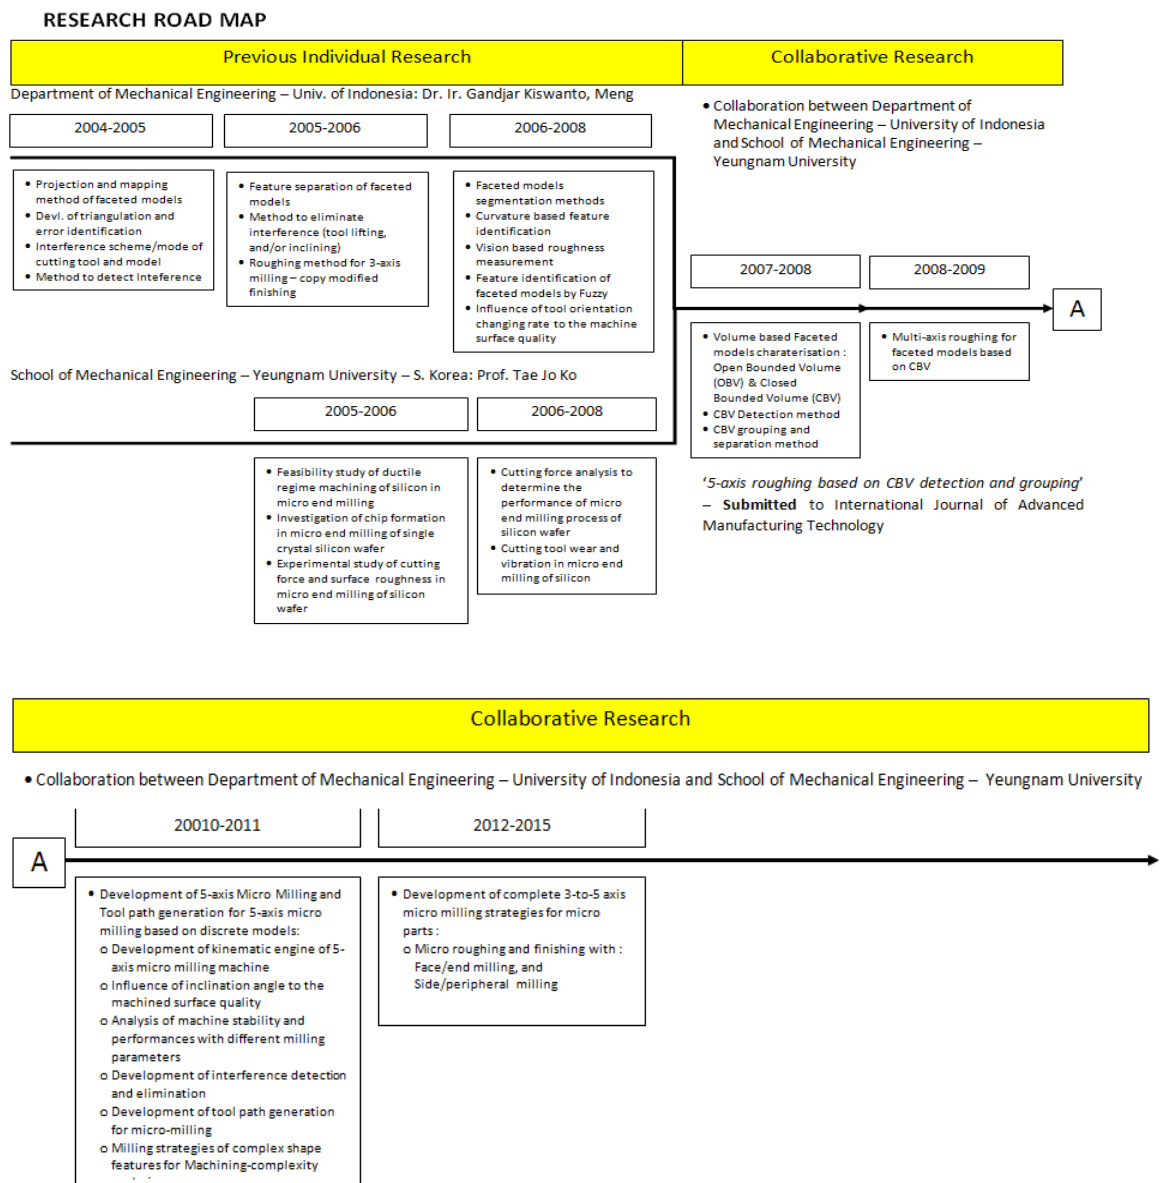 RESEARCH ROAD MAP
Previous Individual Research
Collaborative Research
Department of Mechanical Engineering – Univ. of Indonesia: Dr. Ir. Gandjar Kiswanto, Meng
2004-2005
2005-2006
2006-2008
• Projection and mapping
method of faceted models
• Devl. of triangulation and
error identification
• Interference scheme/mode of
cutting tool and model
• Method to detect Inteference
• Feature separation of faceted
models
• Method to eliminate
interference (tool lifting,
and/or inclining)
• Roughing method for 3-axis
milling – copy modified
finishing
• Faceted models
segmentation methods
• Curvature based feature
identification
• Vision based roughness
measurement
• Feature identification of
faceted models by Fuzzy
• Influence of tool orientation
changing rate to the machine
surface quality
• Collaboration between Department of
Mechanical Engineering – University of Indonesia
and School of Mechanical Engineering –
Yeungnam University
2007-2008
2008-2009
A
• Volume based Faceted
models charaterisation :
Open Bounded Volume
(OBV) & Closed
Bounded Volume (CBV)
• CBV Detection method
• CBV grouping and
separation method
• Multi-axis roughing for
faceted models based
on CBV
School of Mechanical Engineering – Yeungnam University – S. Korea: Prof. Tae Jo Ko
2005-2006
2006-2008
• Feasibility study of ductile
regime machining of silicon in
micro end milling
• Investigation of chip formation
in micro end milling of single
crystal silicon wafer
• Experimental study of cutting
force and surface roughness in
micro end milling of silicon
wafer
• Cutting force analysis to
determine the
performance of micro
end milling process of
silicon wafer
• Cutting tool wear and
vibration in micro end
milling of silicon
'5-axis roughing based on CBV detection and grouping'
– Submitted to International Journal of Advanced
Manufacturing Technology
Collaborative Research
• Collaboration between Department of Mechanical Engineering – University of Indonesia and School of Mechanical Engineering – Yeungnam University
20010-2011
2012-2015
A
• Development of 5-axis Micro Milling and
Tool path generation for 5-axis micro
milling based on discrete models:
o Development of kinematic engine of 5-
axis micro milling machine
o Influence of inclination angle to the
machined surface quality
o Analysis of machine stability and
performances with different milling
parameters
o Development of interference detection
and elimination
o Development of tool path generation
for micro-milling
o Milling strategies of complex shape
features for Machining-complexity
• Development of complete 3-to-5 axis
micro milling strategies for micro
parts :
o Micro roughing and finishing with :
Face/end milling, and
Side/peripheral milling